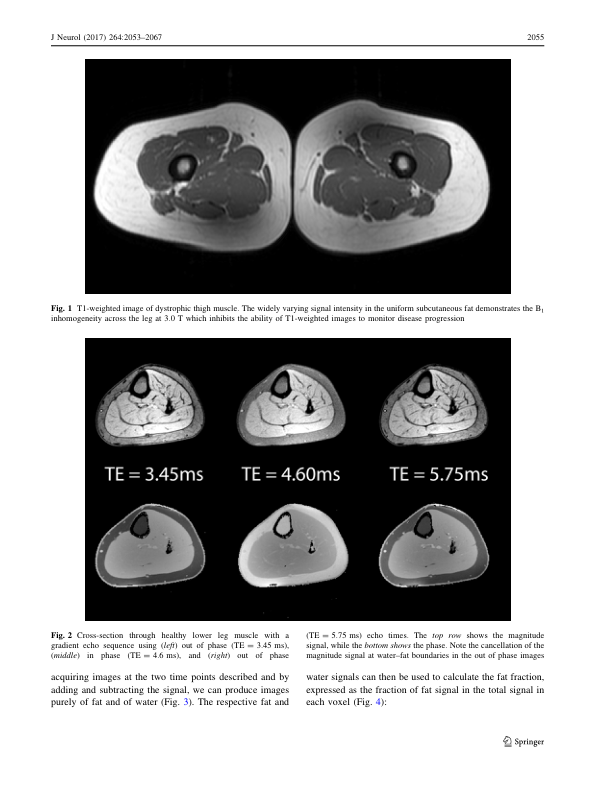 J Neurol (2017) 264:2053–2067
2055
Fig. 1 T1-weighted image of dystrophic thigh muscle. The widely varying signal intensity in the uniform subcutaneous fat demonstrates the B1
inhomogeneity across the leg at 3.0 T which inhibits the ability of T1-weighted images to monitor disease progression
TE = 3.45ms
TE = 4.60ms
TE = 5.75ms
Fig. 2 Cross-section through healthy lower leg muscle with a
gradient echo sequence using (left) out of phase (TE = 3.45 ms),
(middle) in phase (TE = 4.6 ms), and (right) out of phase
(TE = 5.75 ms) echo times. The top row shows the magnitude
signal, while the bottom shows the phase. Note the cancellation of the
magnitude signal at water–fat boundaries in the out of phase images
acquiring images at the two time points described and by
adding and subtracting the signal, we can produce images
purely of fat and of water (Fig. 3). The respective fat and
water signals can then be used to calculate the fat fraction,
expressed as the fraction of fat signal in the total signal in
each voxel (Fig. 4):
Springer